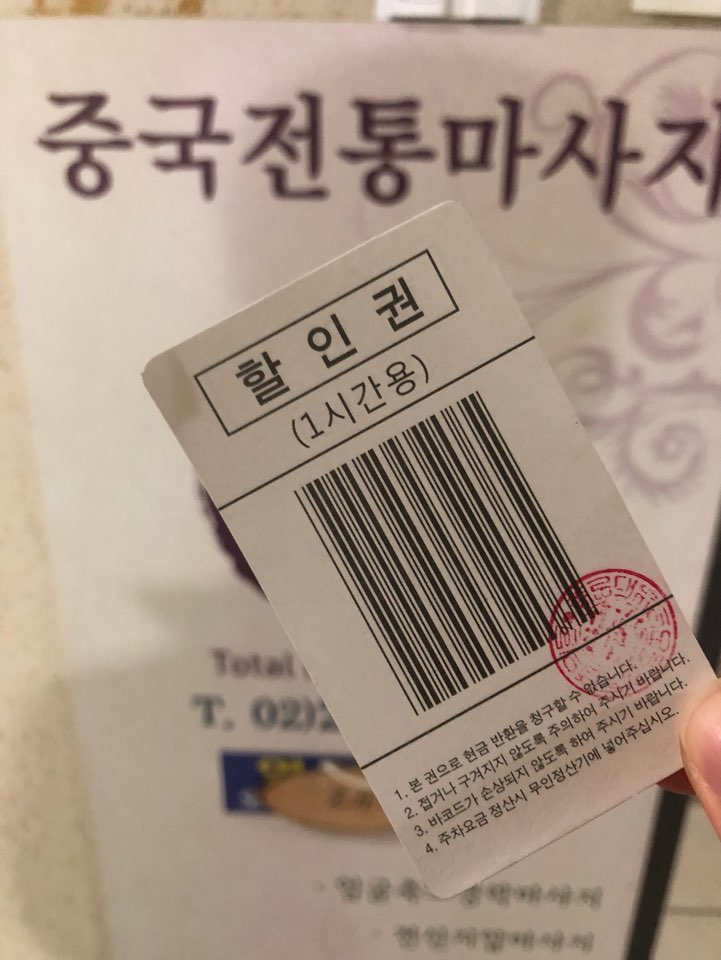 중국전통마사지
할인권
(1시간용)
1. 본 권으로 현금 반환을 청구할 수 없습니다.
2. 접거나 구겨지지 않도록 주의하여 주시기 바랍니다.
3. 바코드가 손상되지 않도록 하여 주시기 바랍니다.
4. 주차요금 정산시 무인정산기에 넣어주십시오.
Total
T. 02)2